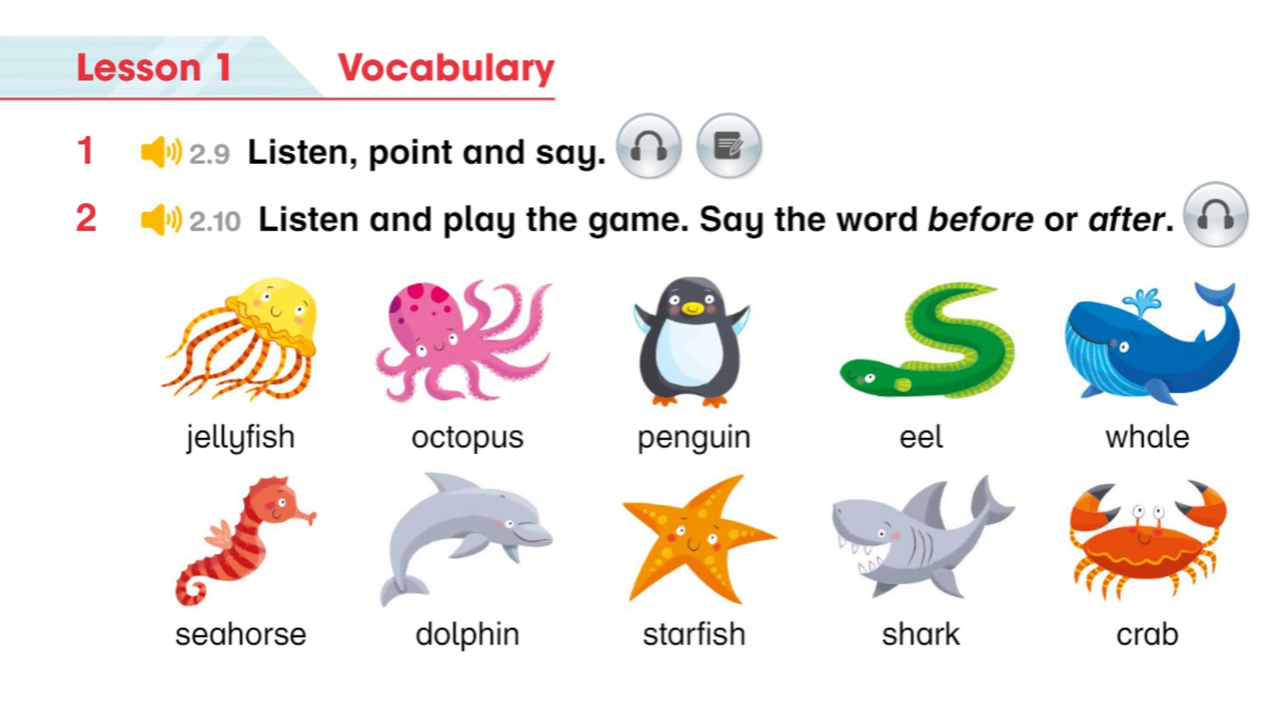 Lesson 1 Vocabulary
1 2.9 Listen, point and say.
2 2.10 Listen and play the game. Say the word before or after.
jellyfish octopus penguin eel whale
seahorse dolphin starfish shark crab